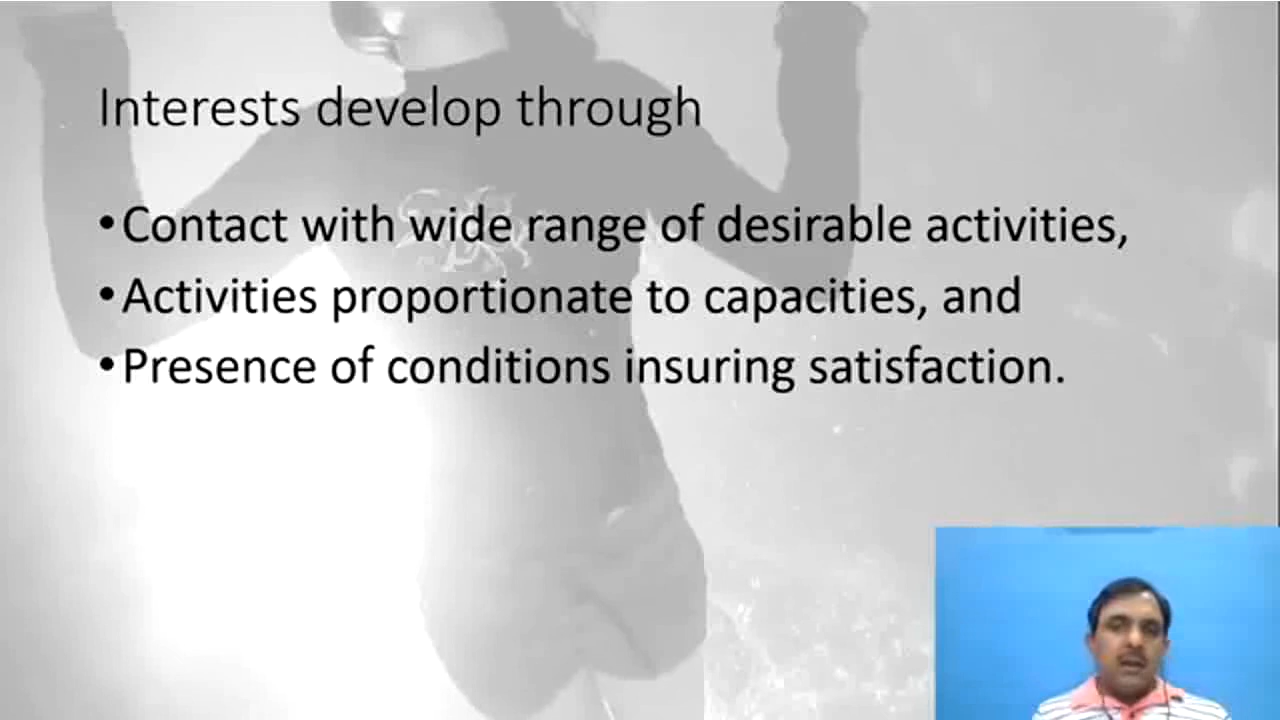 Interests develop through
•Contact with wide range of desirable activities,
•Activities proportionate to capacities, and
•Presence of conditions insuring satisfaction.